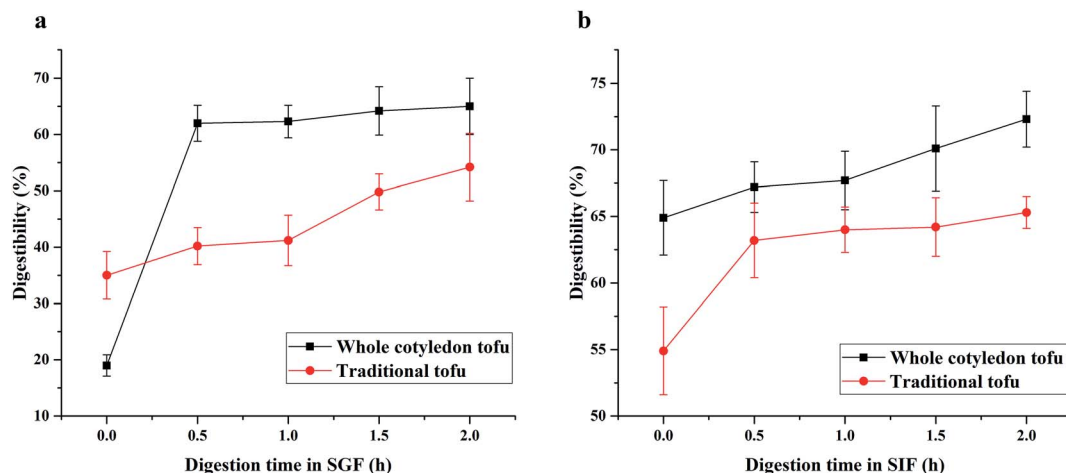 a
Digestibility (%)
70
60
50
40
30
20
10
Whole cotyledon tofu
Traditional tofu
0.0 0.5 1.0 1.5 2.0
Digestion time in SGF (h)
b
Digestibility (%)
75
70
65
60
55
50
Whole cotyledon tofu
Traditional tofu
0.0 0.5 1.0 1.5 2.0
Digestion time in SIF (h)